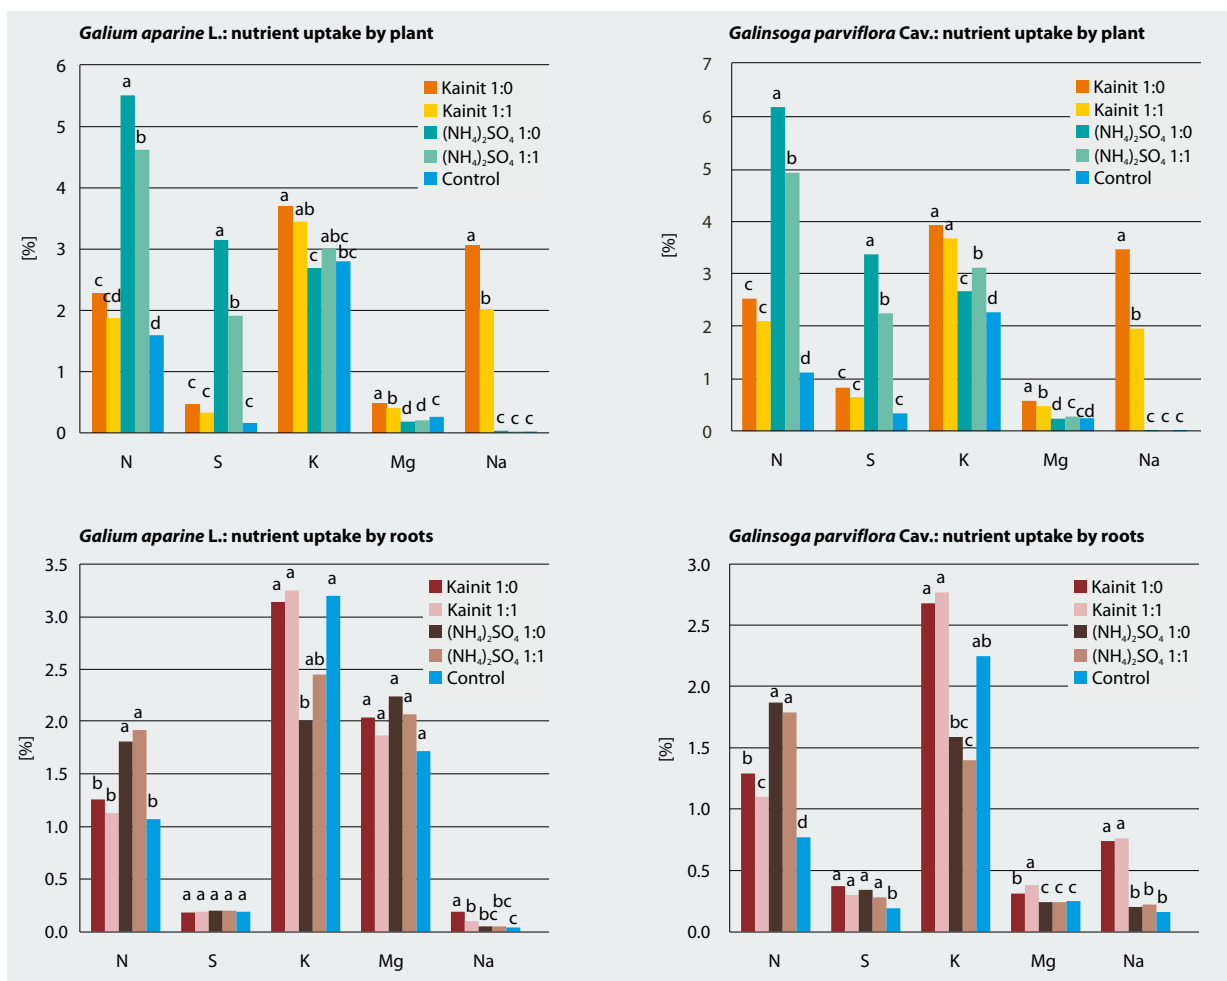 Galium aparine L.: nutrient uptake by plant
6
5
4
3
2
1
0
[%]
Kainit 1:0
Kainit 1:1
(NH₄)₂SO₄ 1:0
(NH₄)₂SO₄ 1:1
Control
c cd a b d
c c a b c
a ab c abc bc
a b d d c
a b c c c
N S K Mg Na
Galinsoga parviflora Cav.: nutrient uptake by plant
7
6
5
4
3
2
1
0
[%]
Kainit 1:0
Kainit 1:1
(NH₄)₂SO₄ 1:0
(NH₄)₂SO₄ 1:1
Control
c c a b d
c c a b c
a a c b d
a b d c cd
a b c c c
N S K Mg Na
Galium aparine L.: nutrient uptake by roots
3.5
3.0
2.5
2.0
1.5
1.0
0.5
0.0
[%]
Kainit 1:0
Kainit 1:1
(NH₄)₂SO₄ 1:0
(NH₄)₂SO₄ 1:1
Control
b b a a b
a a a a a
a a b ab a
a a a a a
a b bc bc c
N S K Mg Na
Galinsoga parviflora Cav.: nutrient uptake by roots
3.0
2.5
2.0
1.5
1.0
0.5
0.0
[%]
Kainit 1:0
Kainit 1:1
(NH₄)₂SO₄ 1:0
(NH₄)₂SO₄ 1:1
Control
b c a a d
a a a a b
a a bc c ab
b a c c c
a a b b b
N S K Mg Na